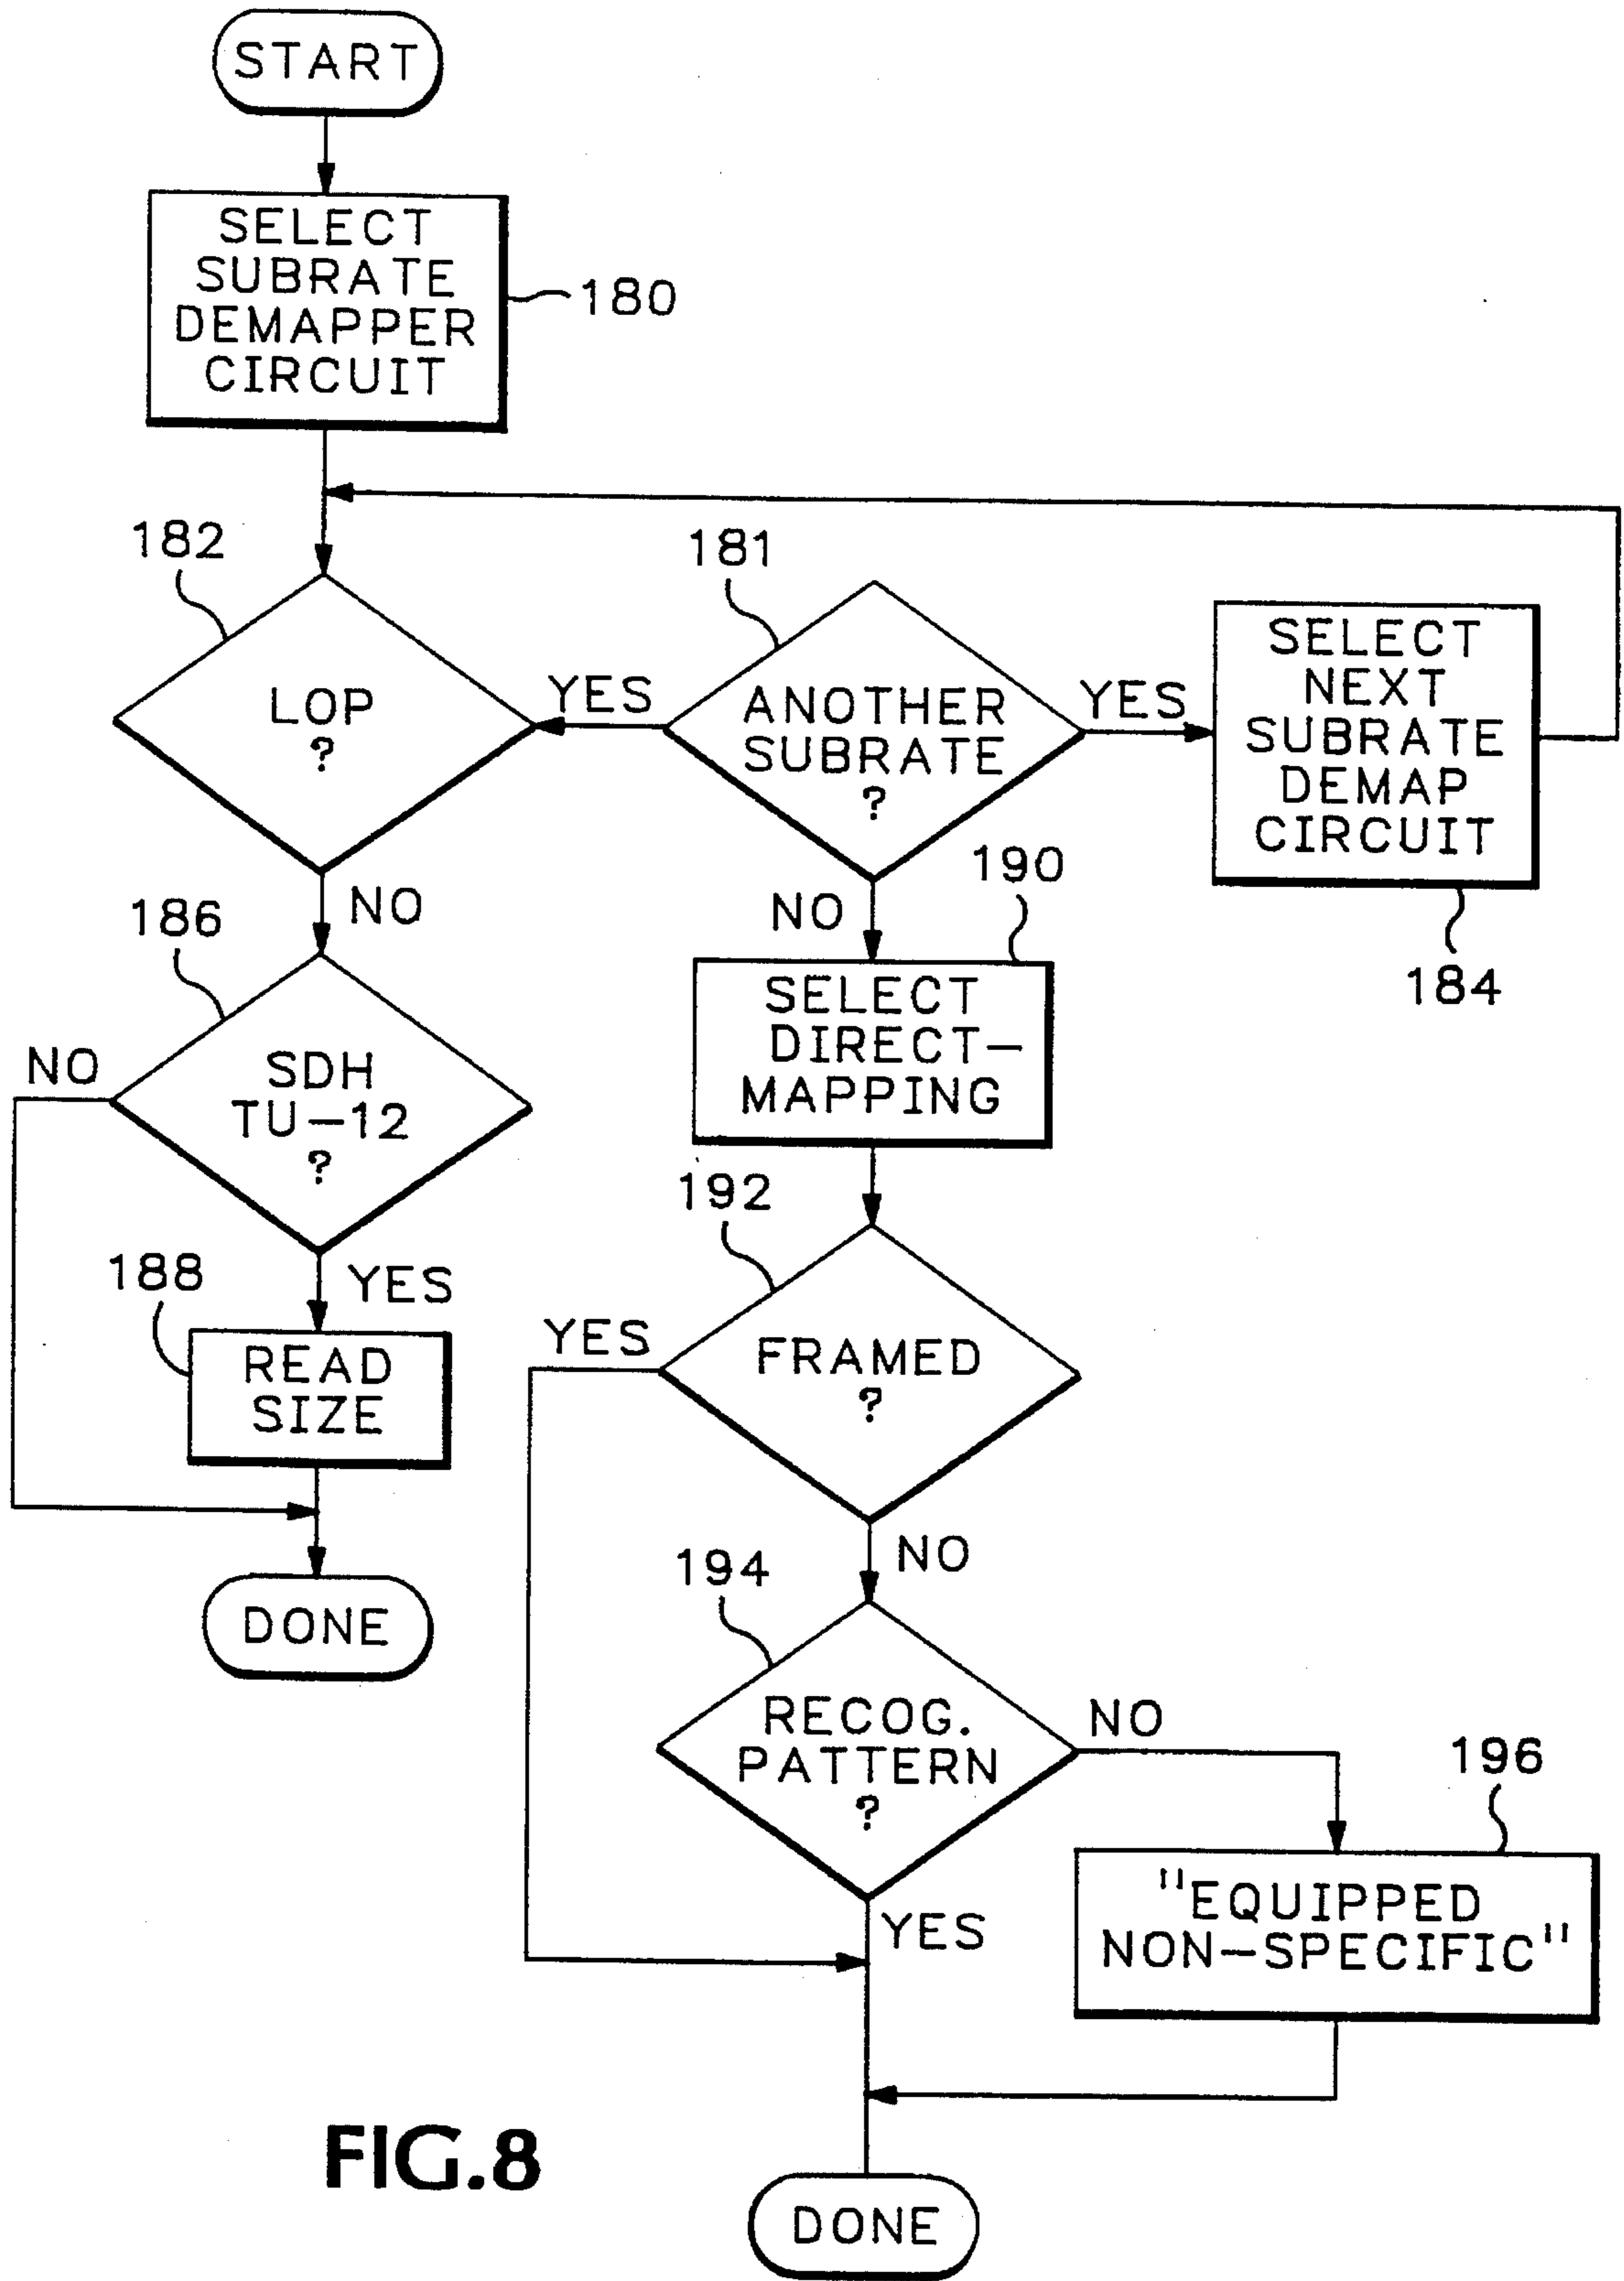 START
SELECT
SUBRATE
DEMAPPER
CIRCUIT
180
182
LOP
?
YES
181
ANOTHER
SUBRATE
?
YES
SELECT
NEXT
SUBRATE
DEMAP
CIRCUIT
184
NO
186
SDH
TU-12
?
NO
YES
188
READ
SIZE
DONE
NO
190
SELECT
DIRECT-
MAPPING
192
FRAMED
?
YES
NO
194
RECOG.
PATTERN
?
NO
YES
196
"EQUIPPED
NON-SPECIFIC"
DONE
FIG.8